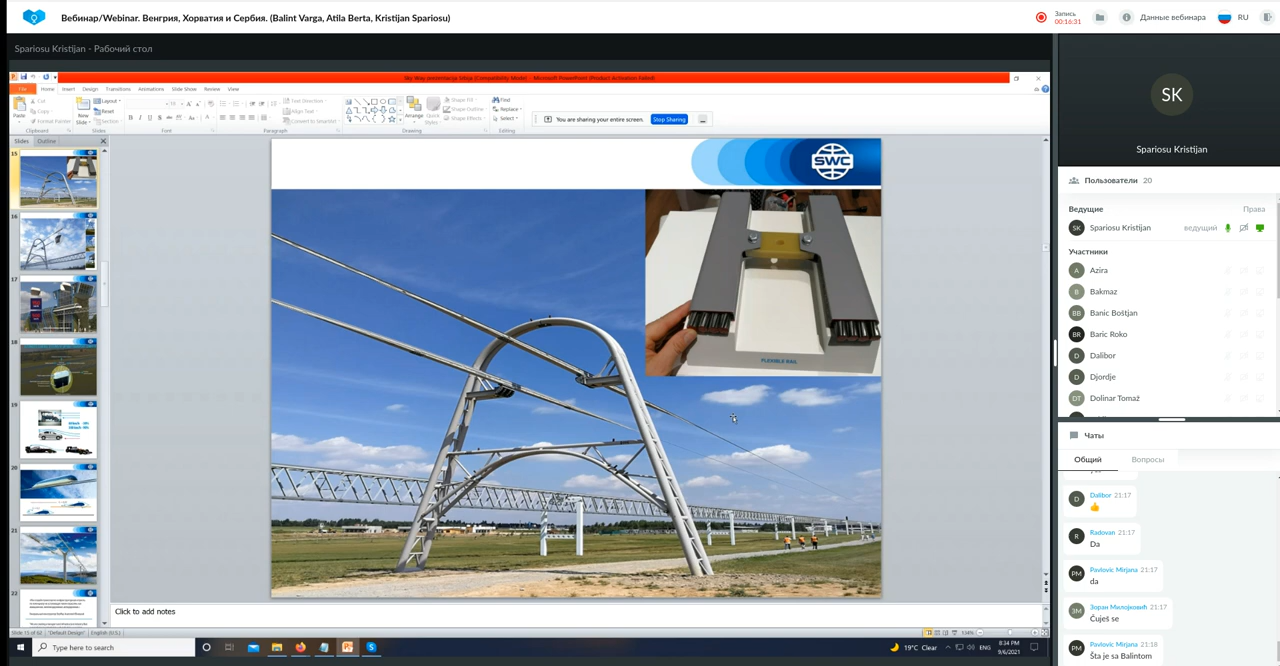 Вебинар/Webinar. Венгрия, Хорватия и Сербия. (Balint Varga, Atila Berta, Kristijan Spariosu)
Запись
00:16:31
Данные вебинара
RU
Spariosu Kristijan - Рабочий стол
Sky Way prezentacija Srbija [Compatibility Mode] - Microsoft PowerPoint (Product Activation Failed)
File
Home
Insert
Design
Transitions
Animations
Slide Show
Review
View
Paste
Cut
Copy
Format Painter
Clipboard
New
Slide
Layout
Reset
Section
Slides
Font
Text Direction
Align Text
Convert to SmartArt
Paragraph
Arrange
Quick
Styles
Shape Fill
Shape Outline
Shape Effects
Drawing
Find
Replace
Select
Editing
You are sharing your entire screen.
Stop Sharing
Slides
Outline
15
16
17
18
19
20
21
22
SWC
FLEXIBLE RAIL
Click to add notes
Slide 15 of 62
"Default Design"
English (U.S.)
134%
Type here to search
19°C Clear
ENG
8:34 PM
9/6/2021
SK
Spariosu Kristijan
Пользователи 20
Ведущие
Права
SK
Spariosu Kristijan
ведущий
Участники
A
Azira
B
Bakmaz
BB
Banic Boštjan
BR
Baric Roko
D
Dalibor
D
Djordje
DT
Dolinar Tomaž
Чаты
Общий
Вопросы
D
Dalibor 21:17
👍
R
Radovan 21:17
Da
PM
Pavlovic Mirjana 21:17
da
ЗМ
Зоран Милојковић 21:17
Čuješ se
PM
Pavlovic Mirjana 21:18
Šta je sa Balintom